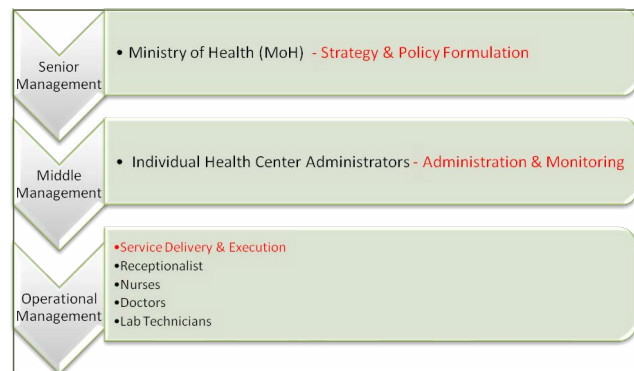 Senior
Management
• Ministry of Health (MoH) - Strategy & Policy Formulation
Middle
Management
• Individual Health Center Administrators - Administration & Monitoring
Operational
Management
•Service Delivery & Execution
•Receptionalist
•Nurses
•Doctors
•Lab Technicians